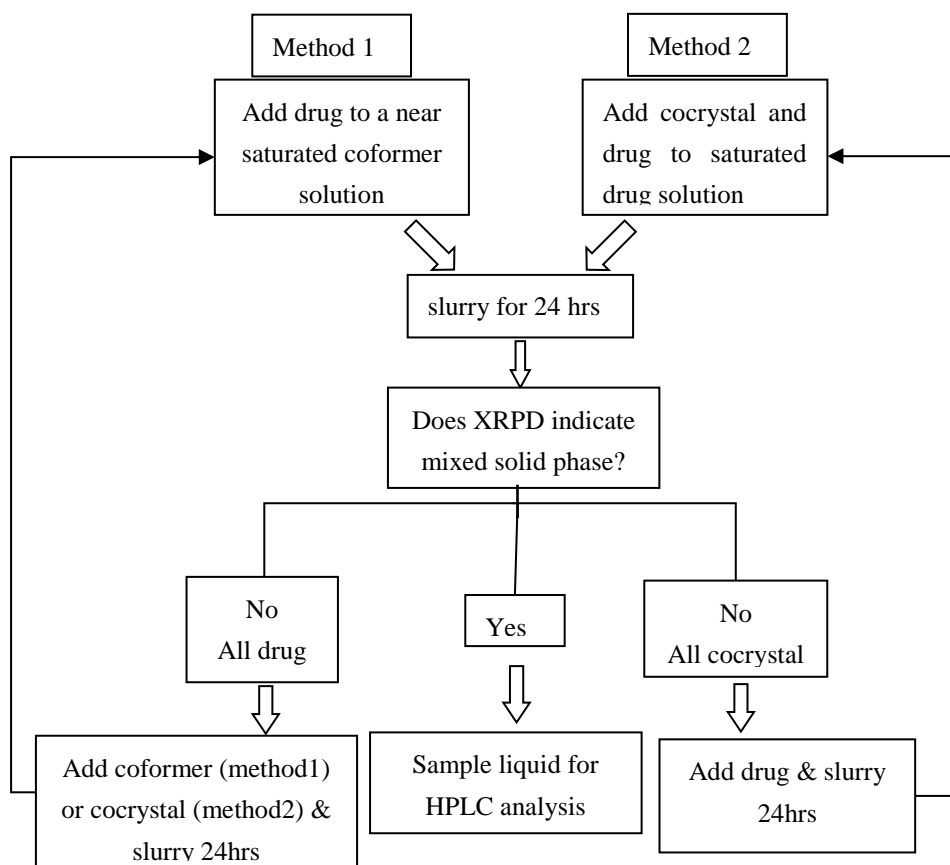 Method 1
Method 2
Add drug to a near
saturated coformer
solution
Add cocrystal and
drug to saturated
drug solution
slurry for 24 hrs
Does XRPD indicate
mixed solid phase?
No
All drug
Yes
No
All cocrystal
Add coformer (method1)
or cocrystal (method2) &
slurry 24hrs
Sample liquid for
HPLC analysis
Add drug & slurry
24hrs